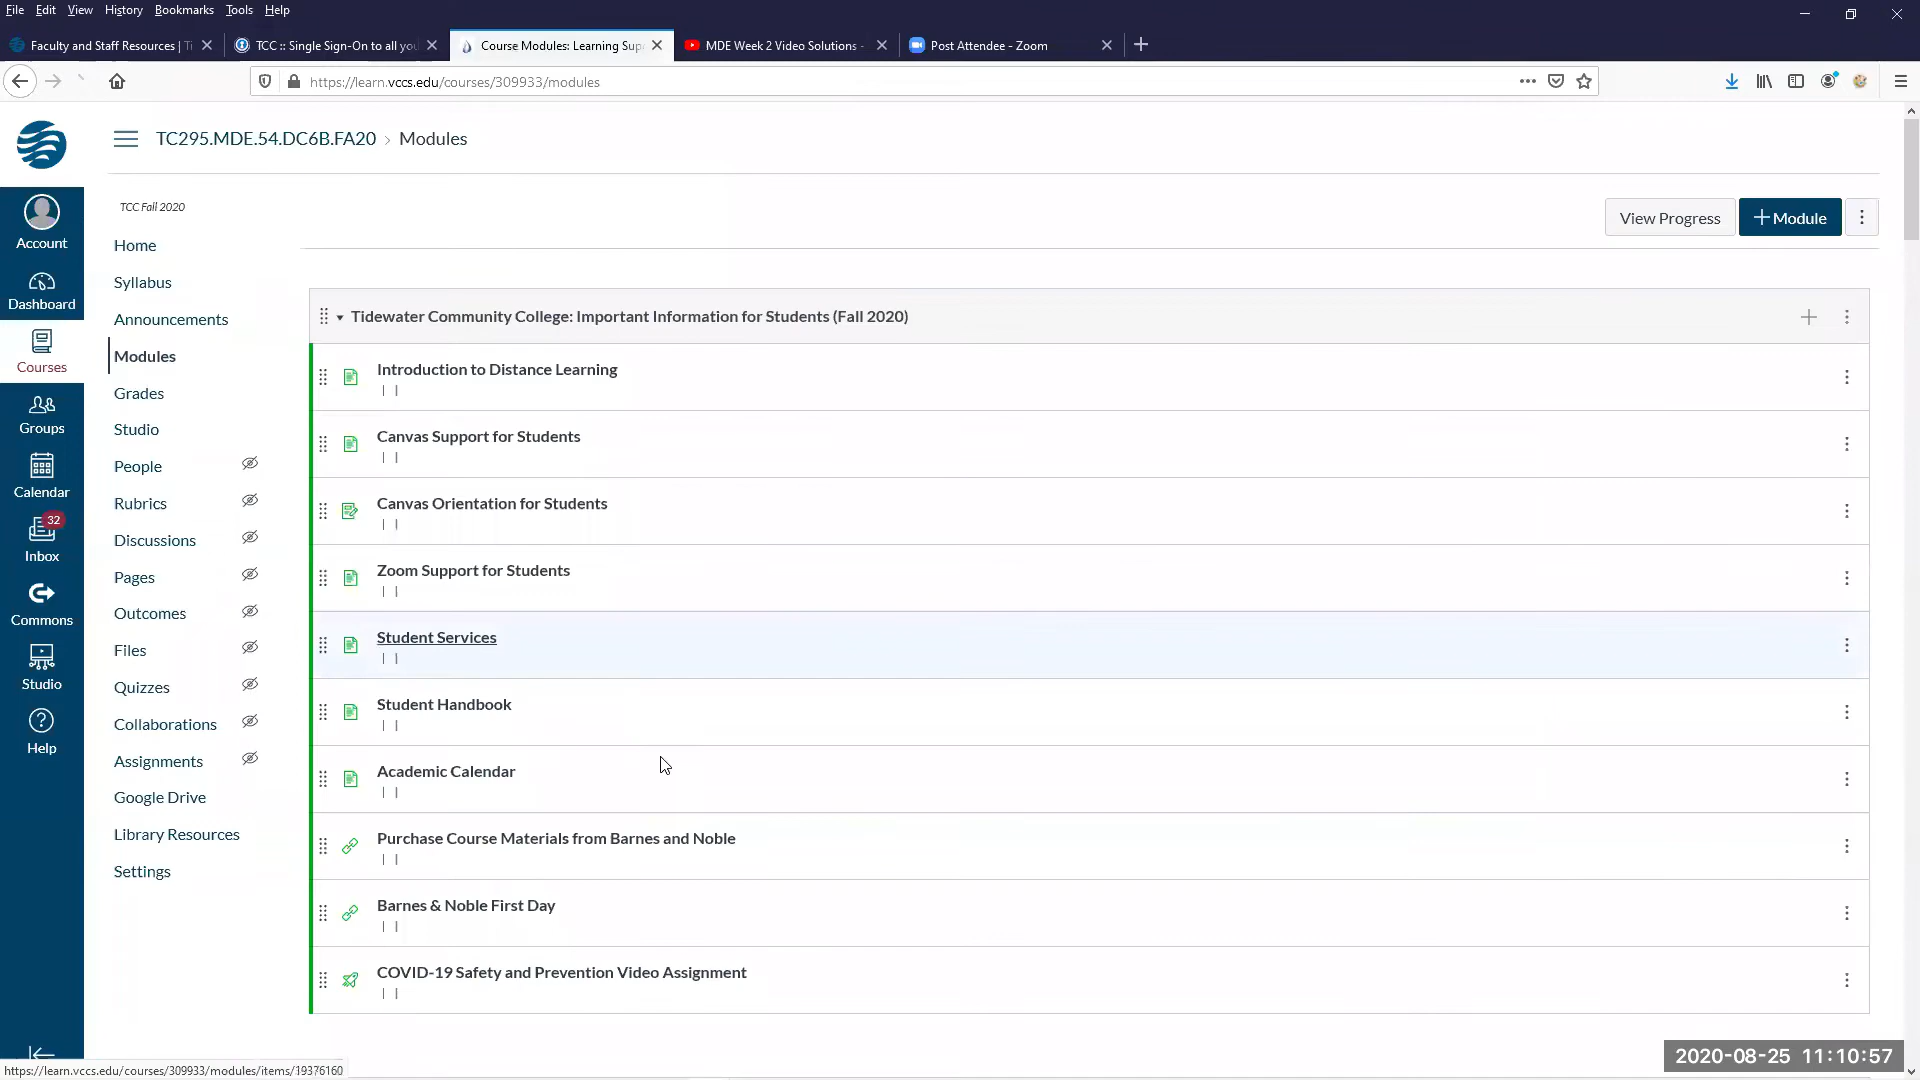 File Edit View History Bookmarks Tools Help
Faculty and Staff Resources | Ti
TCC :: Single Sign-On to all you
Course Modules: Learning Supp
MDE Week 2 Video Solutions -
Post Attendee - Zoom
https://learn.vccs.edu/courses/309933/modules
TC295.MDE.54.DC6B.FA20 › Modules
TCC Fall 2020
View Progress
+ Module
Account
Dashboard
Courses
Groups
Calendar
32
Inbox
Commons
Studio
Help
Home
Syllabus
Announcements
Modules
Grades
Studio
People
Rubrics
Discussions
Pages
Outcomes
Files
Quizzes
Collaborations
Assignments
Google Drive
Library Resources
Settings
Tidewater Community College: Important Information for Students (Fall 2020)
Introduction to Distance Learning
| |
Canvas Support for Students
| |
Canvas Orientation for Students
| |
Zoom Support for Students
| |
Student Services
| |
Student Handbook
| |
Academic Calendar
| |
Purchase Course Materials from Barnes and Noble
| |
Barnes & Noble First Day
| |
COVID-19 Safety and Prevention Video Assignment
| |
https://learn.vccs.edu/courses/309933/modules/items/19376160
2020-08-25 11:10:57